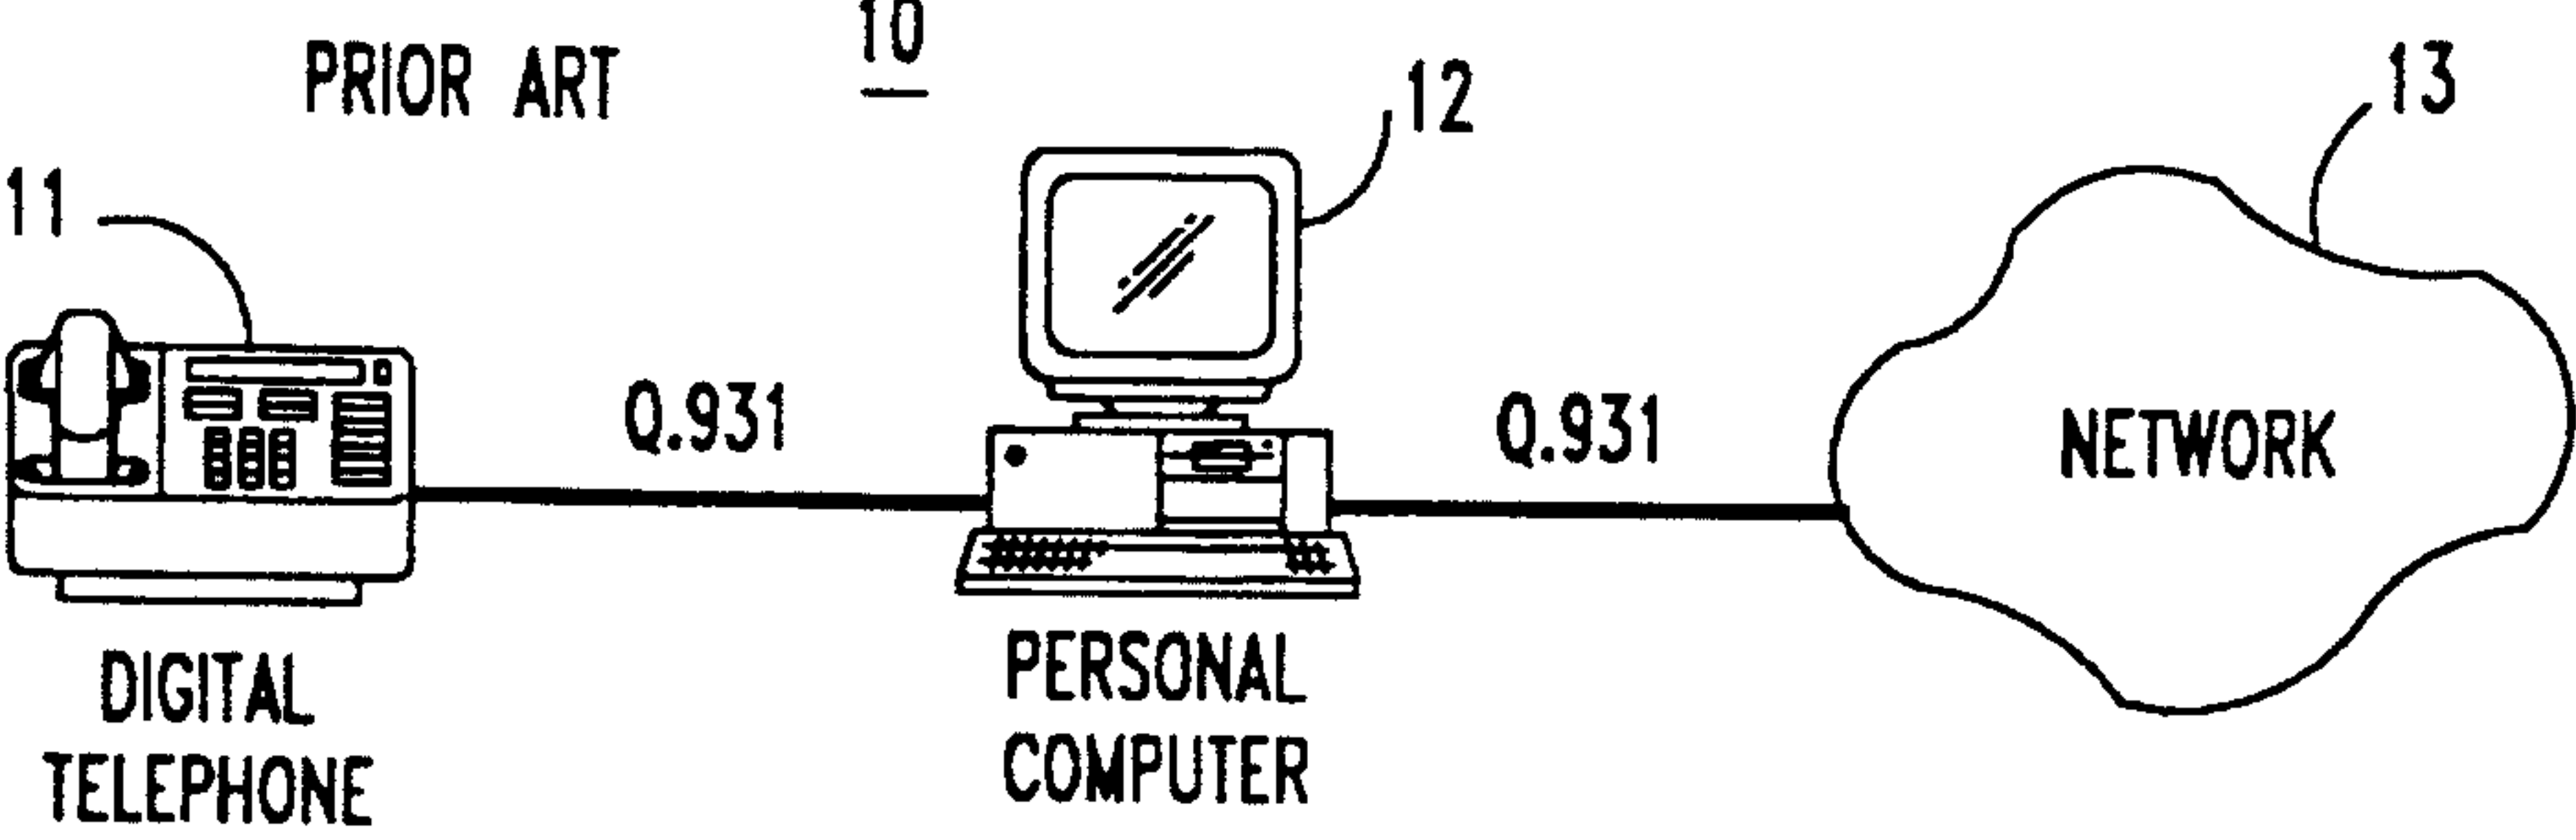 PRIOR ART
10
12
13
11
Q.931
Q.931
NETWORK
DIGITAL
TELEPHONE
PERSONAL
COMPUTER